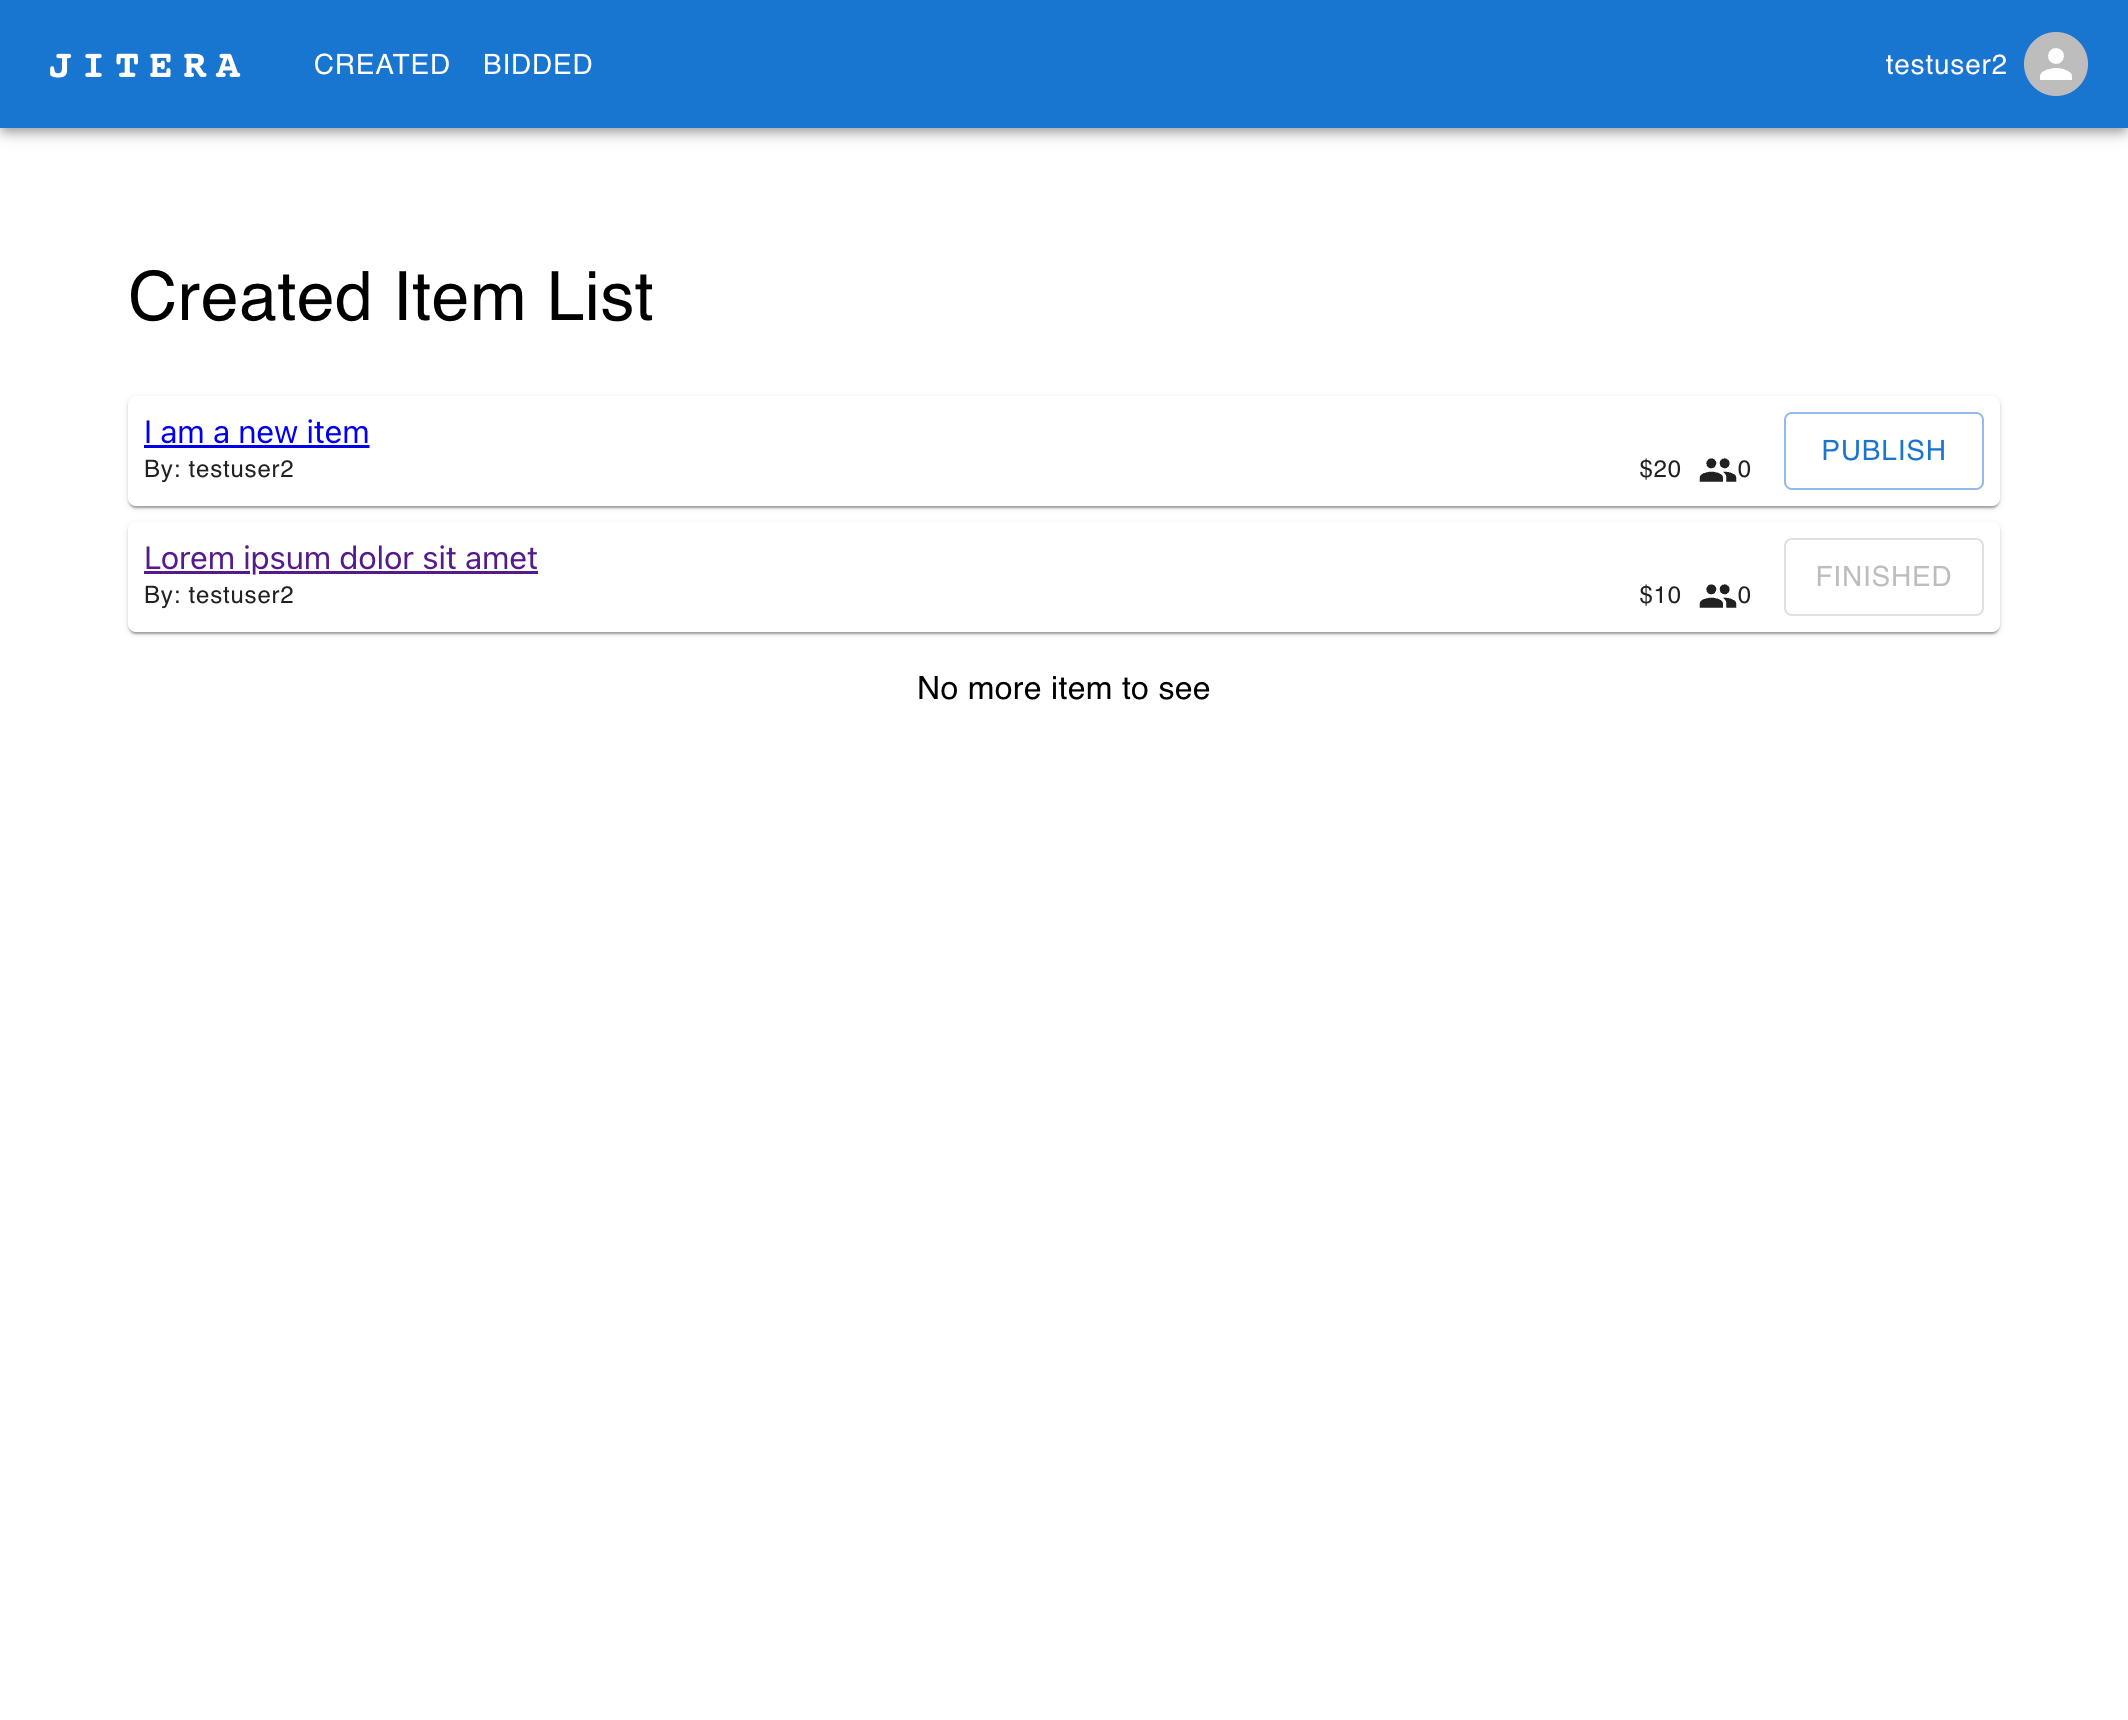 JITERA CREATED BIDDED testuser2
Created Item List
I am a new item
By: testuser2 $20 0 PUBLISH
Lorem ipsum dolor sit amet
By: testuser2 $10 0 FINISHED
No more item to see